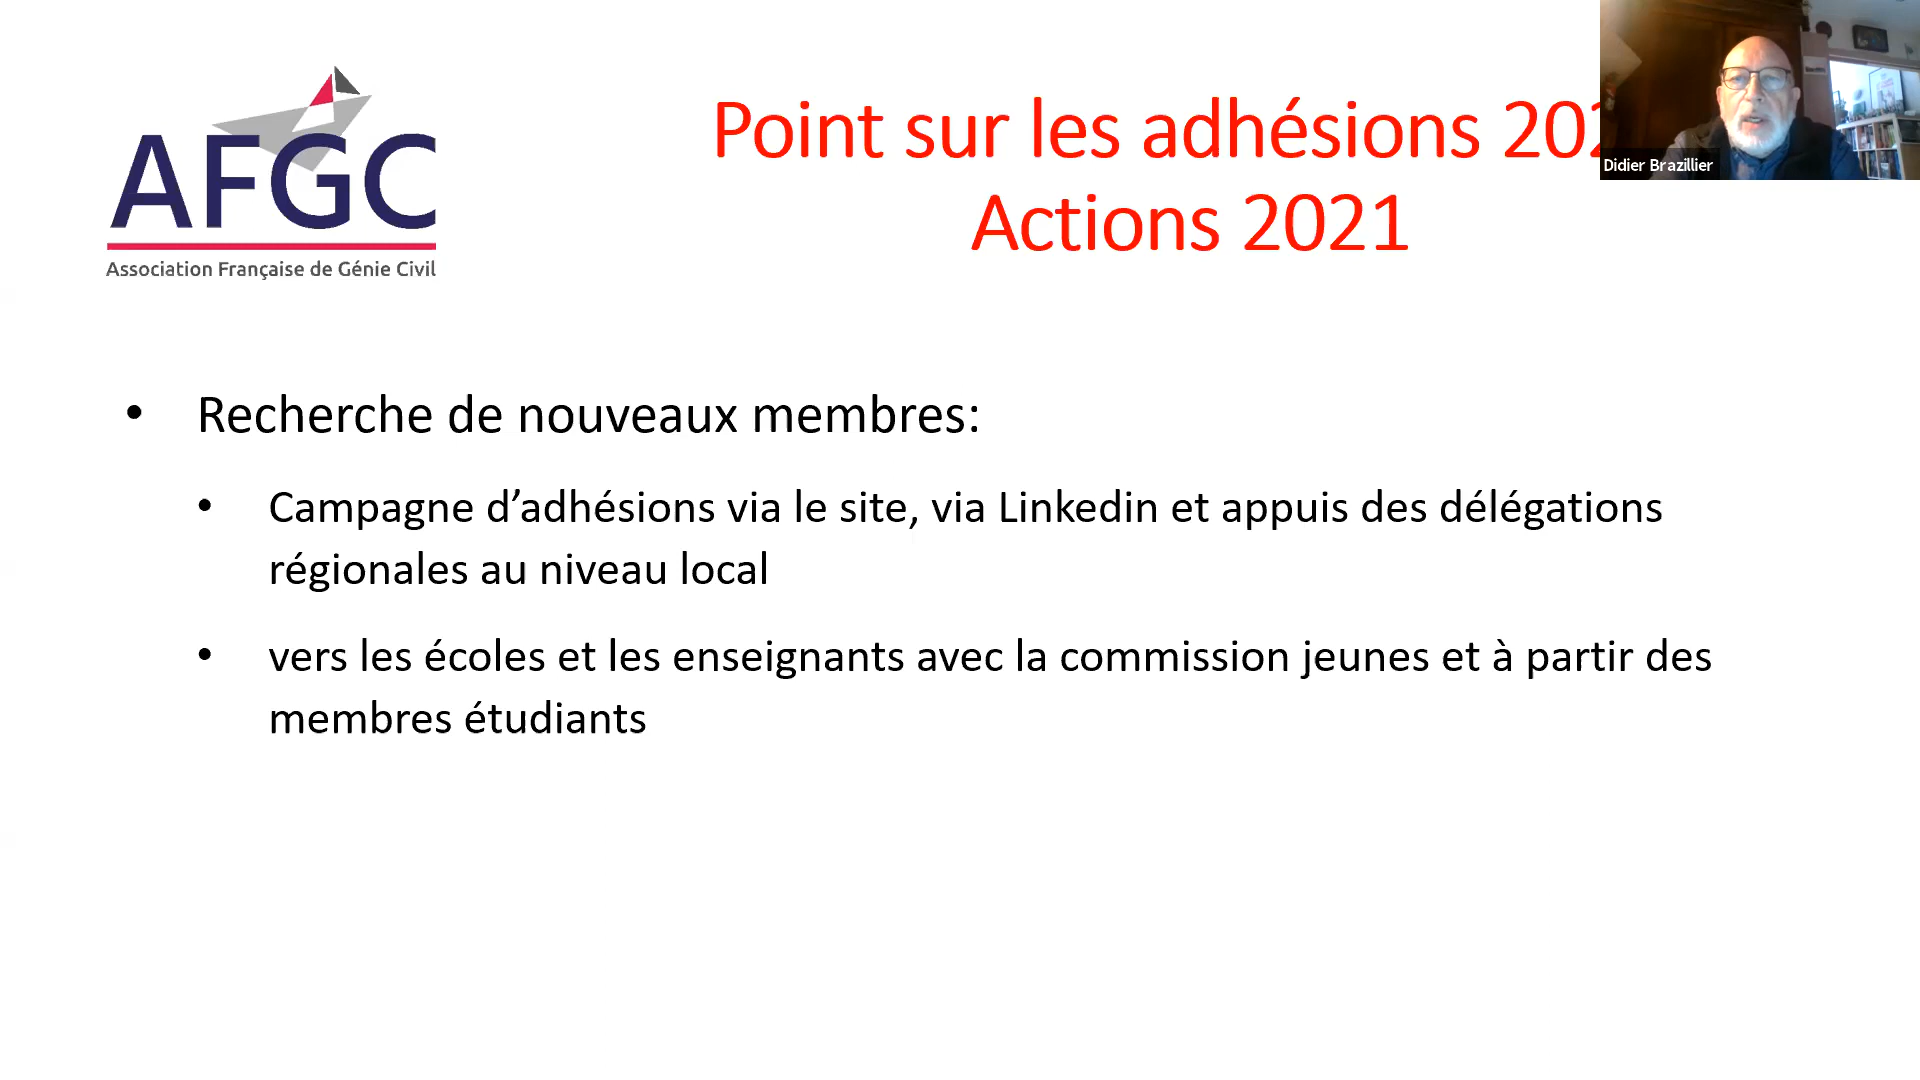 AFGC
Association Française de Génie Civil
Point sur les adhésions
Actions 2021
Didier Brazillier
• Recherche de nouveaux membres:
• Campagne d’adhésions via le site, via Linkedin et appuis des délégations
régionales au niveau local
• vers les écoles et les enseignants avec la commission jeunes et à partir des
membres étudiants